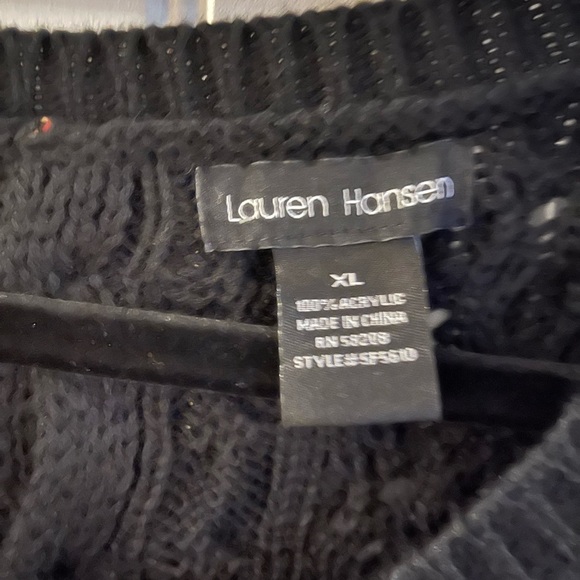 Lauren Hansen
XL
100% ACRYLIC
MADE IN CHINA
RN 58208
STYLE#SF5610